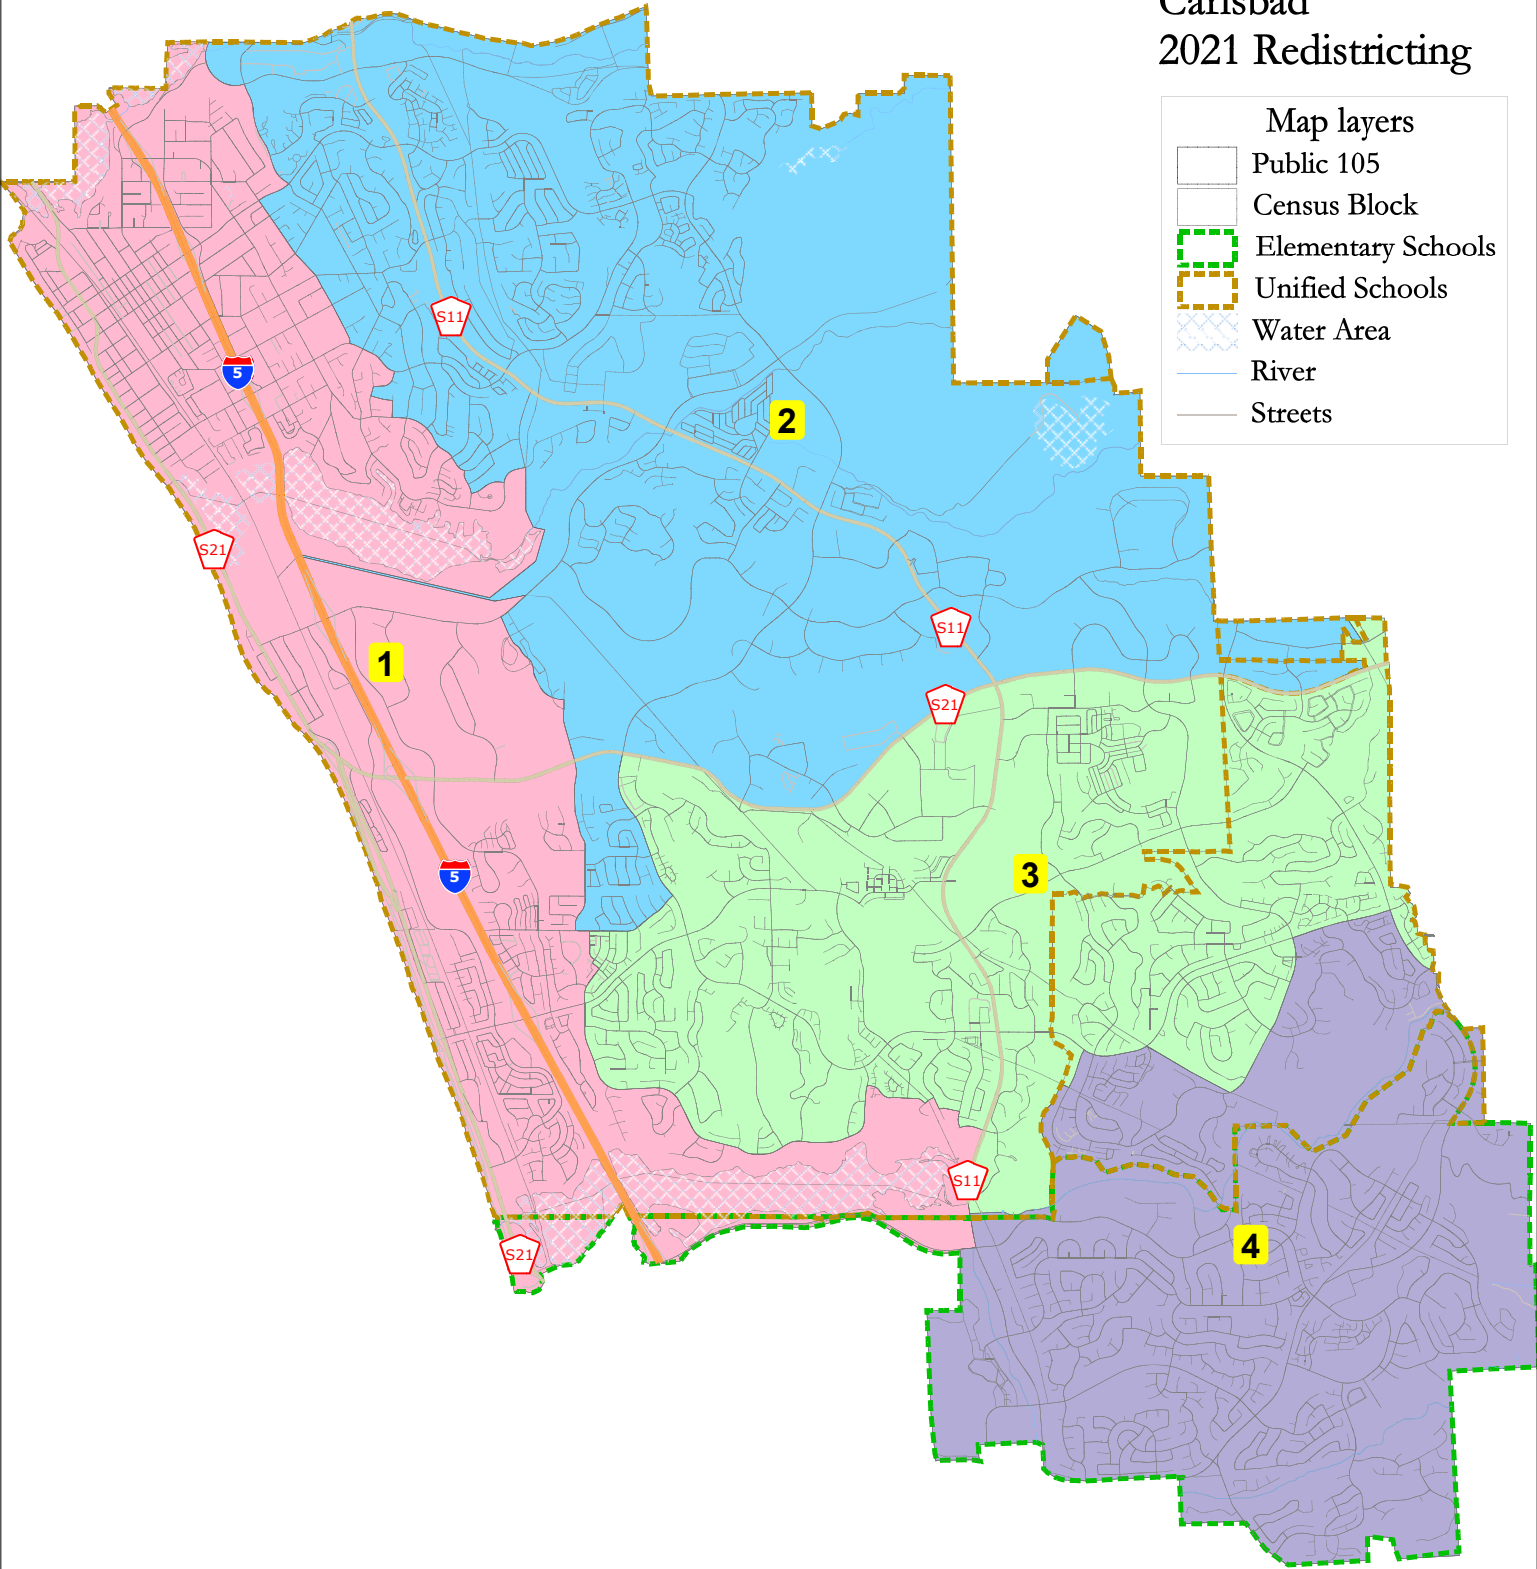 Carlsbad
2021 Redistricting
Map layers
Public 105
Census Block
Elementary Schools
Unified Schools
Water Area
River
Streets
S11
5
2
S21
S11
1
S21
5
3
S11
4
S21